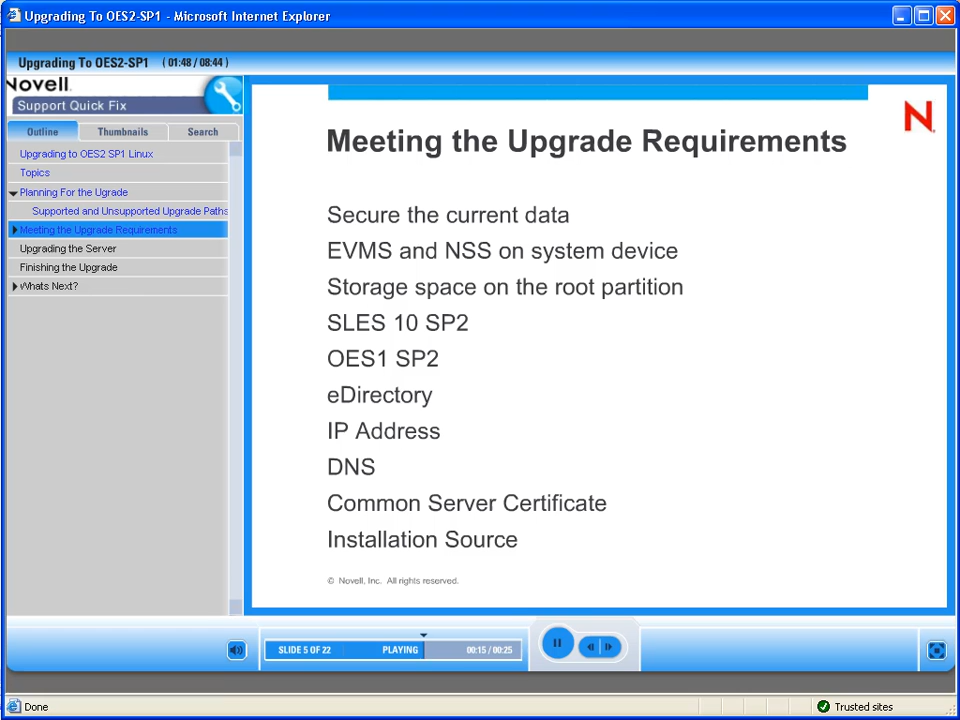 Upgrading To OES2-SP1 - Microsoft Internet Explorer
Upgrading To OES2-SP1 ( 01:48 / 08:44 )
Novell.
Support Quick Fix
Outline Thumbnails Search
Upgrading to OES2 SP1 Linux
Topics
Planning For the Ugrade
Supported and Unsupported Upgrade Paths
Meeting the Upgrade Requirements
Upgrading the Server
Finishing the Upgrade
Whats Next?
N
Meeting the Upgrade Requirements
Secure the current data
EVMS and NSS on system device
Storage space on the root partition
SLES 10 SP2
OES1 SP2
eDirectory
IP Address
DNS
Common Server Certificate
Installation Source
© Novell, Inc. All rights reserved.
SLIDE 5 OF 22 PLAYING 00:15 / 00:25
Done
Trusted sites